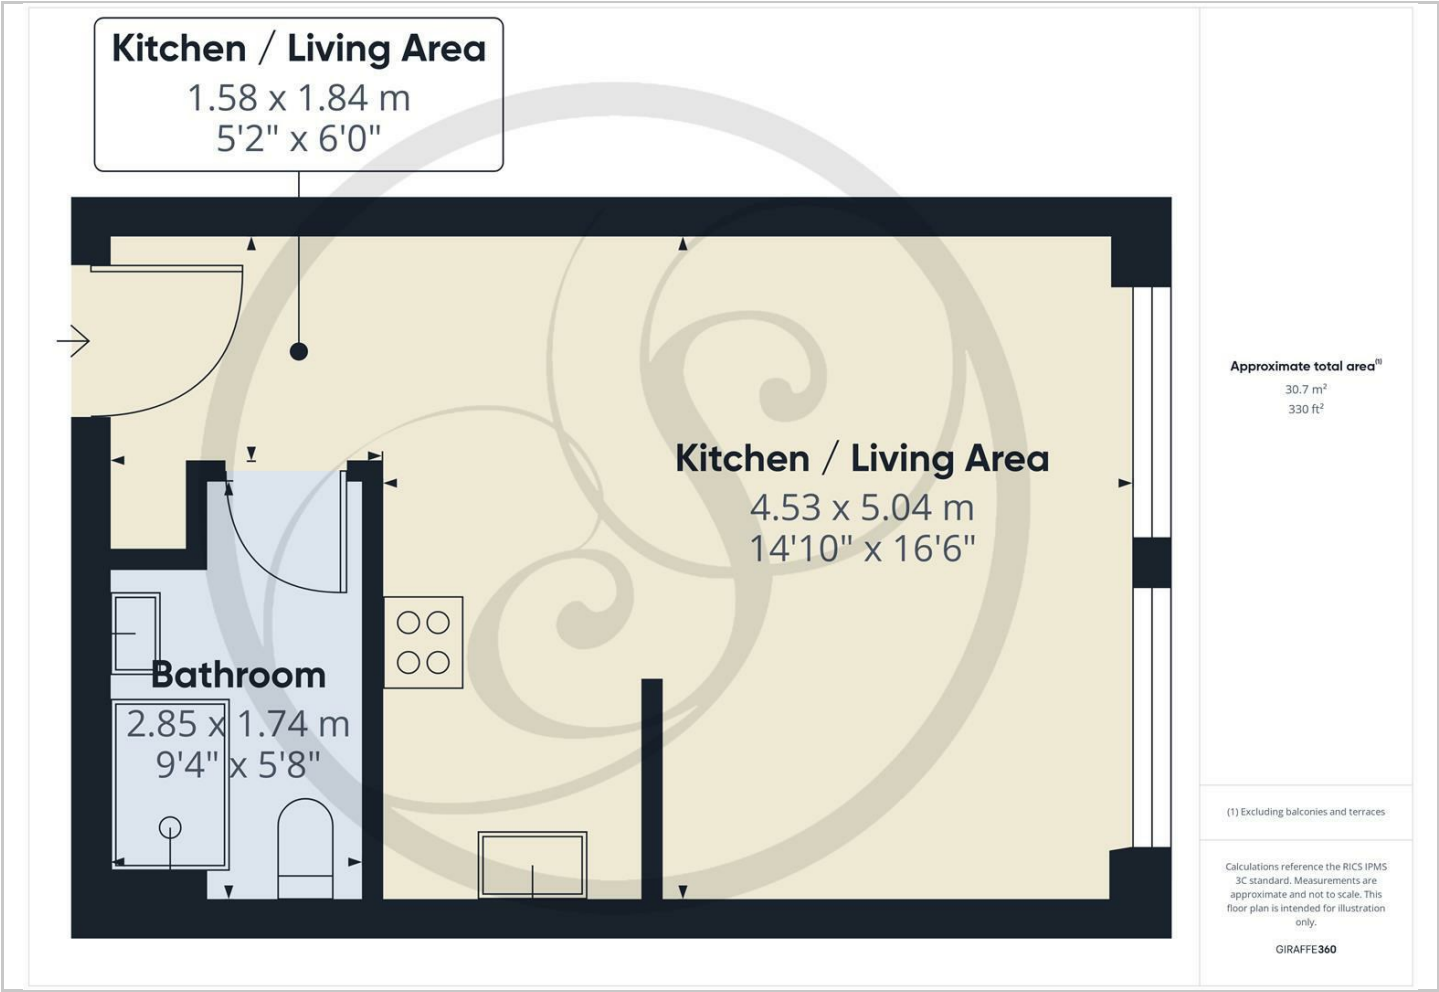 Kitchen / Living Area
1.58 x 1.84 m
5'2" x 6'0"
Kitchen / Living Area
4.53 x 5.04 m
14'10" x 16'6"
Bathroom
2.85 x 1.74 m
9'4" x 5'8"
Approximate total area(1)
30.7 m²
330 ft²
(1) Excluding balconies and terraces
Calculations reference the RICS IPMS
3C standard. Measurements are
approximate and not to scale. This
floor plan is intended for illustration
only.
GIRAFFE360